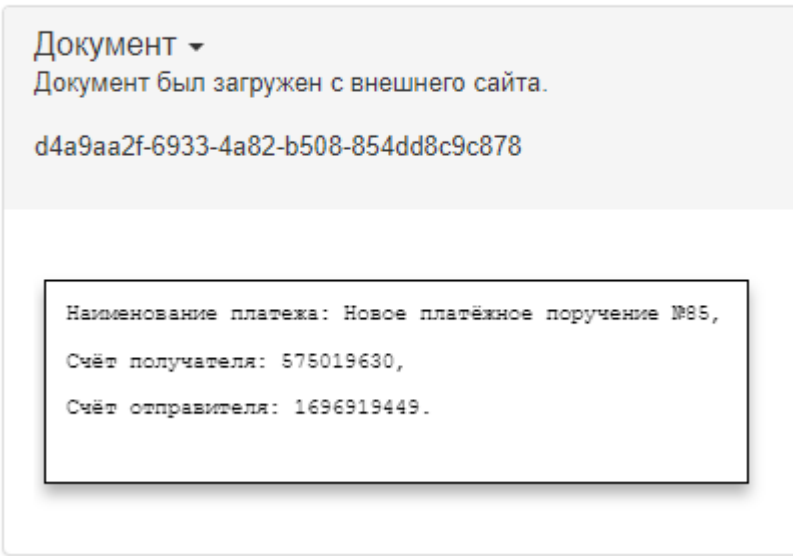 Документ
Документ был загружен с внешнего сайта.
d4a9aa2f-6933-4a82-b508-854dd8c9c878
Наименование платежа: Новое платёжное поручение №85,
Счёт получателя: 575019630,
Счёт отправителя: 1696919449.